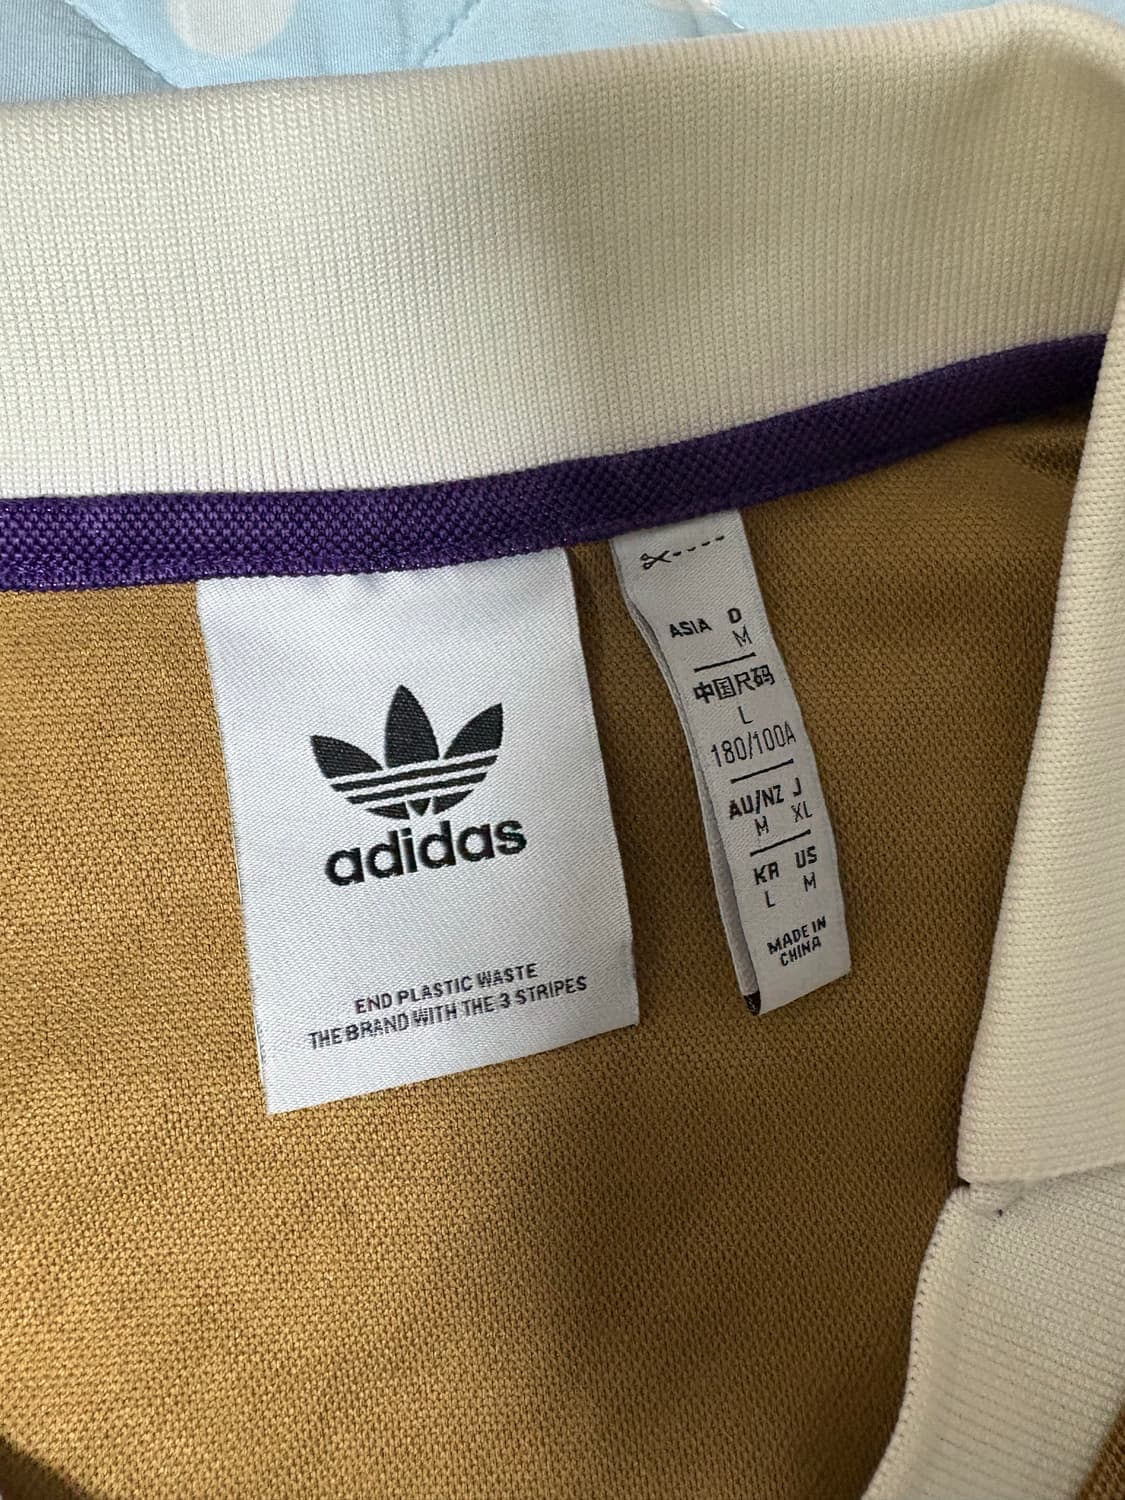 adidas
END PLASTIC WASTE
THE BRAND WITH THE 3 STRIPES
ASIA D
M
中国尺码
L
180/100A
AU/NZ J
M XL
KR US
L M
MADE IN
CHINA